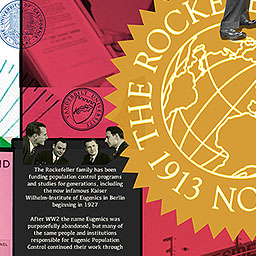 VANDERBILT UNIVERSITY
THE ROCKEFELLER
1913
The Rockefeller family has been
funding population control programs
and studies for generations, including
the now infamous Kaiser
Wilhelm-Institute of Eugenics in Berlin
beginning in 1927
After WW2 the name Eugenics was
purposefully abandoned, but many of
the same people and institutions
responsible for Eugenic Population
Control continued their work through